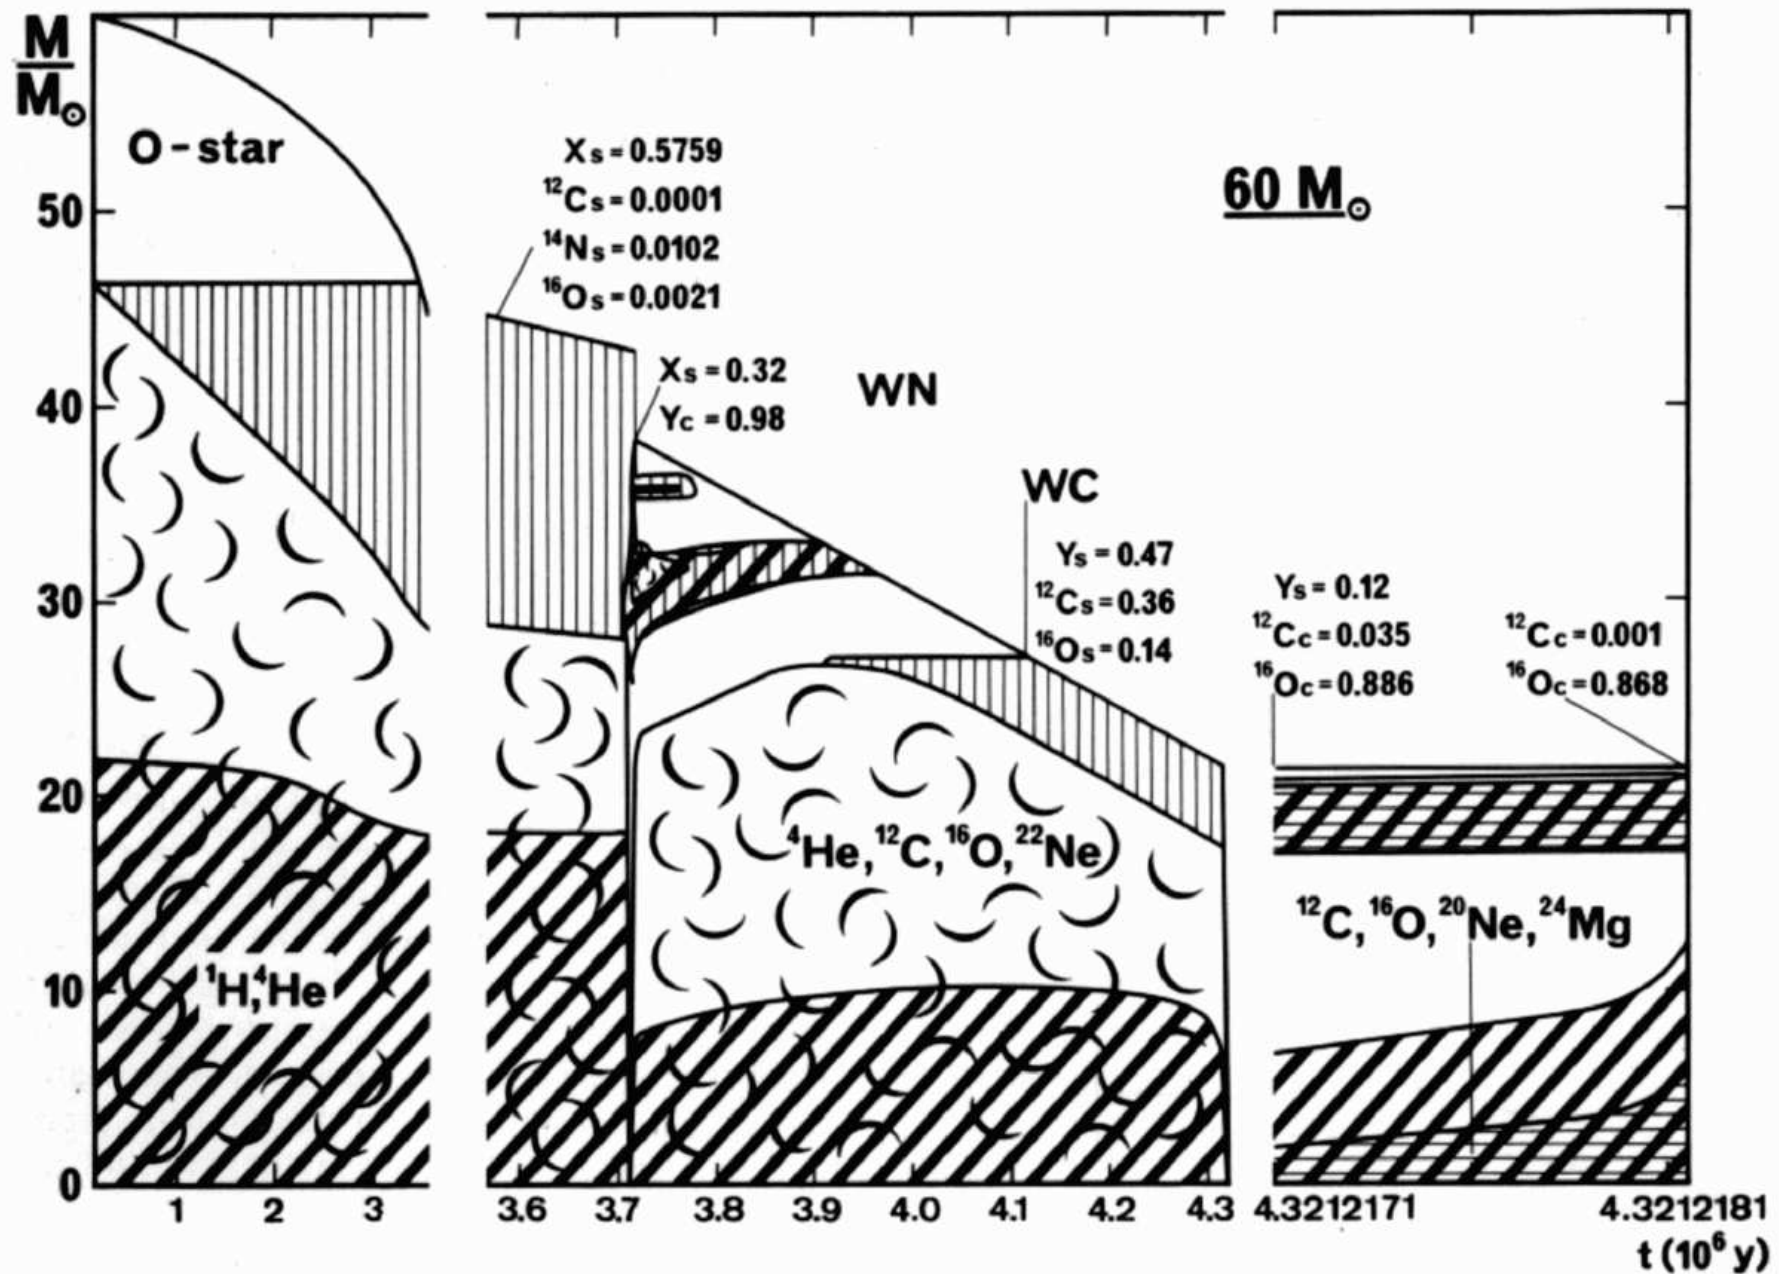 M
M⊙
O-star
50
40
30
20
10
0
Xs=0.5759
¹²Cs=0.0001
¹⁴Ns=0.0102
¹⁶Os=0.0021
60 M⊙
Xs=0.32
Yc=0.98
WN
WC
Ys=0.47
¹²Cs=0.36
¹⁶Os=0.14
Ys=0.12
¹²Cc=0.035
¹⁶Oc=0.886
¹²Cc=0.001
¹⁶Oc=0.868
¹H,⁴He
⁴He,¹²C,¹⁶O,²²Ne
¹²C,¹⁶O,²⁰Ne,²⁴Mg
1 2 3 3.6 3.7 3.8 3.9 4.0 4.1 4.2 4.3 4.3212171 4.3212181
t (10⁶ y)